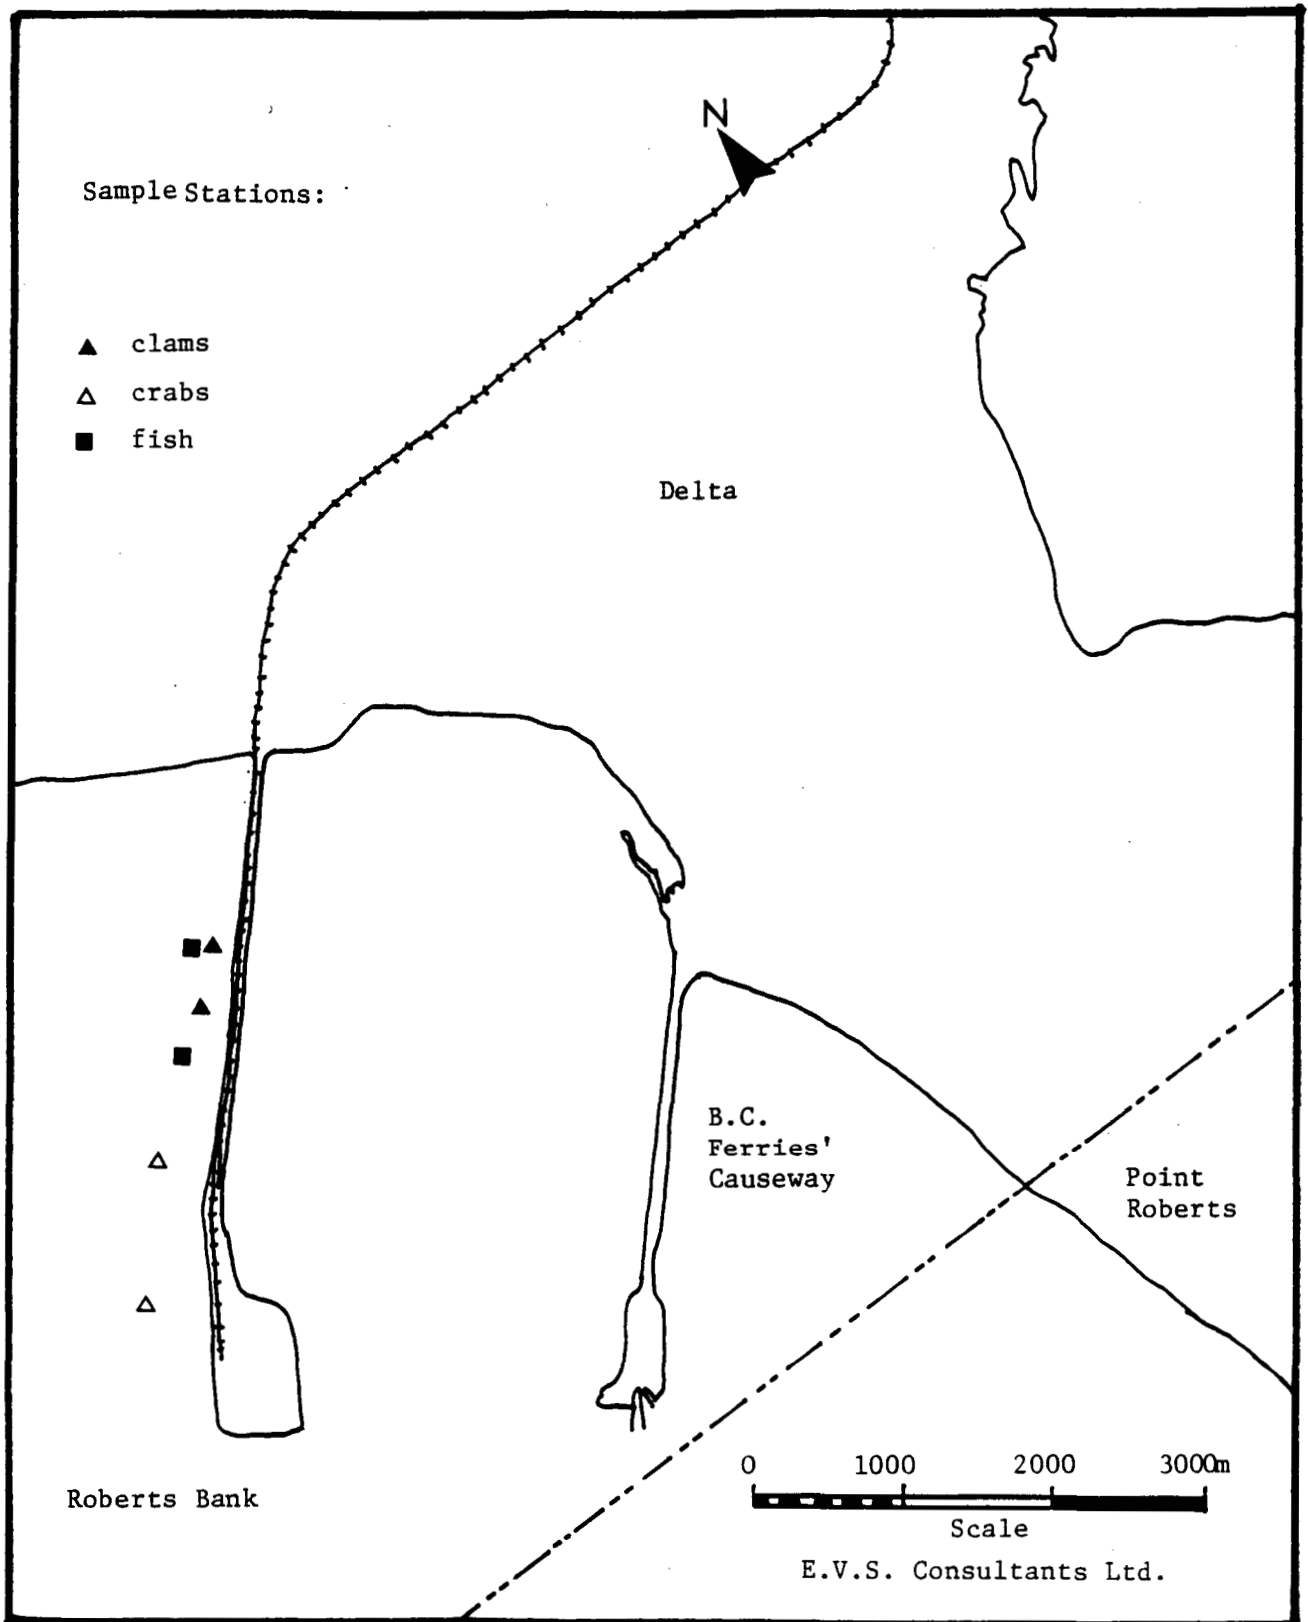 N
Sample Stations:
clams
crabs
fish
Delta
B.C.
Ferries'
Causeway
Point
Roberts
0 1000 2000 3000m
Scale
Roberts Bank
E.V.S. Consultants Ltd.